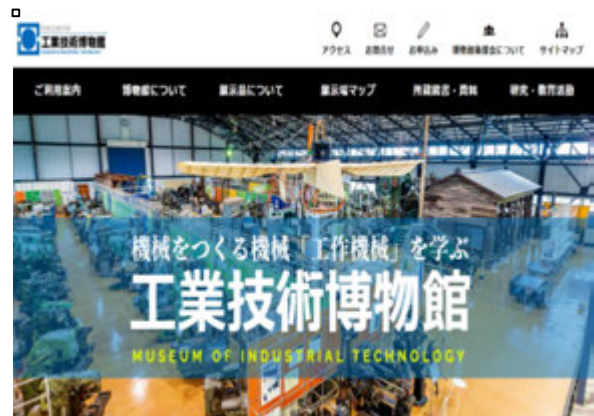 工業技術博物館
アクセス お問合せ お申込み 博物館後援会について サイトマップ
ご利用案内 博物館について 展示品について 展示場マップ 所蔵図書・資料 研究・教育活動
機械をつくる機械「工作機械」を学ぶ
工業技術博物館
MUSEUM OF INDUSTRIAL TECHNOLOGY